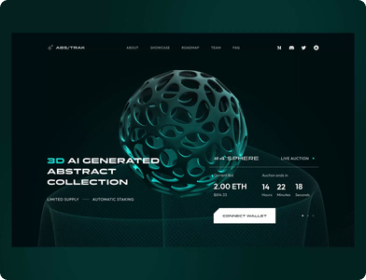 ABS/TRAK
ABOUT SHOWCASE ROADMAP TEAM FAQ
3D AI GENERATED
ABSTRACT
COLLECTION
LIMITED SUPPLY — AUTOMATIC STAKING
#4 SPHERE
LIVE AUCTION
Current Bid
Auction ends in
2.00 ETH
14 22 18
Hours Minutes Seconds
CONNECT WALLET